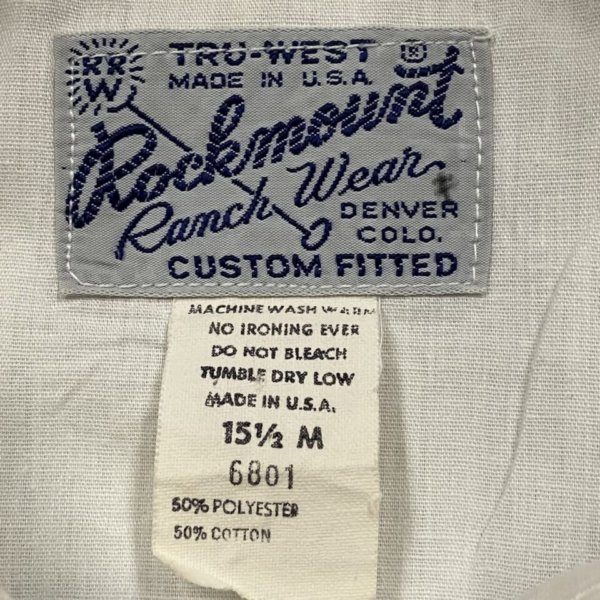 RR
W
TRU-WEST ®
MADE IN U.S.A.
Rockmount
Ranch Wear
DENVER
COLO.
CUSTOM FITTED
MACHINE WASH WARM
NO IRONING EVER
DO NOT BLEACH
TUMBLE DRY LOW
MADE IN U.S.A.
15½ M
6801
50% POLYESTER
50% COTTON